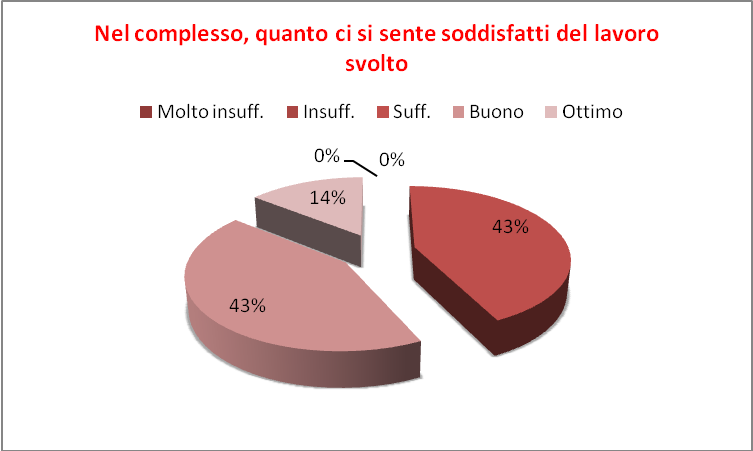 Nel complesso, quanto ci si sente soddisfatti del lavoro
svolto
Molto insuff. Insuff. Suff. Buono Ottimo
0% 0%
14%
43%
43%